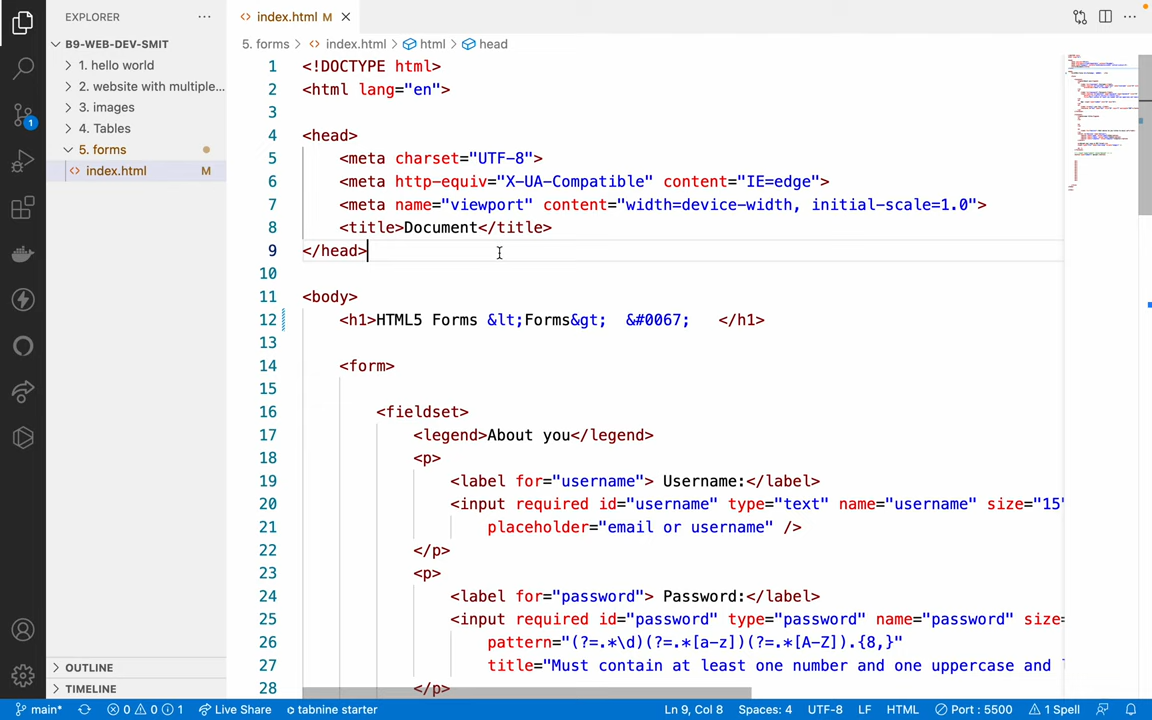 EXPLORER
index.html M
B9-WEB-DEV-SMIT
1. hello world
2. website with multiple...
3. images
4. Tables
5. forms
index.html M
OUTLINE
TIMELINE
5. forms > index.html > html > head
1 <!DOCTYPE html>
2 <html lang="en">
3
4 <head>
5 <meta charset="UTF-8">
6 <meta http-equiv="X-UA-Compatible" content="IE=edge">
7 <meta name="viewport" content="width=device-width, initial-scale=1.0">
8 <title>Document</title>
9 </head>
10
11 <body>
12 <h1>HTML5 Forms &lt;Forms&gt; &#0067; </h1>
13
14 <form>
15
16 <fieldset>
17 <legend>About you</legend>
18 <p>
19 <label for="username"> Username:</label>
20 <input required id="username" type="text" name="username" size="15"
21 placeholder="email or username" />
22 </p>
23 <p>
24 <label for="password"> Password:</label>
25 <input required id="password" type="password" name="password" size=
26 pattern="(?=.*\d)(?=.*[a-z])(?=.*[A-Z]).{8,}"
27 title="Must contain at least one number and one uppercase and l
28 </p>
1
main* 0 0 1 Live Share tabnine starter Ln 9, Col 8 Spaces: 4 UTF-8 LF HTML Port : 5500 1 Spell